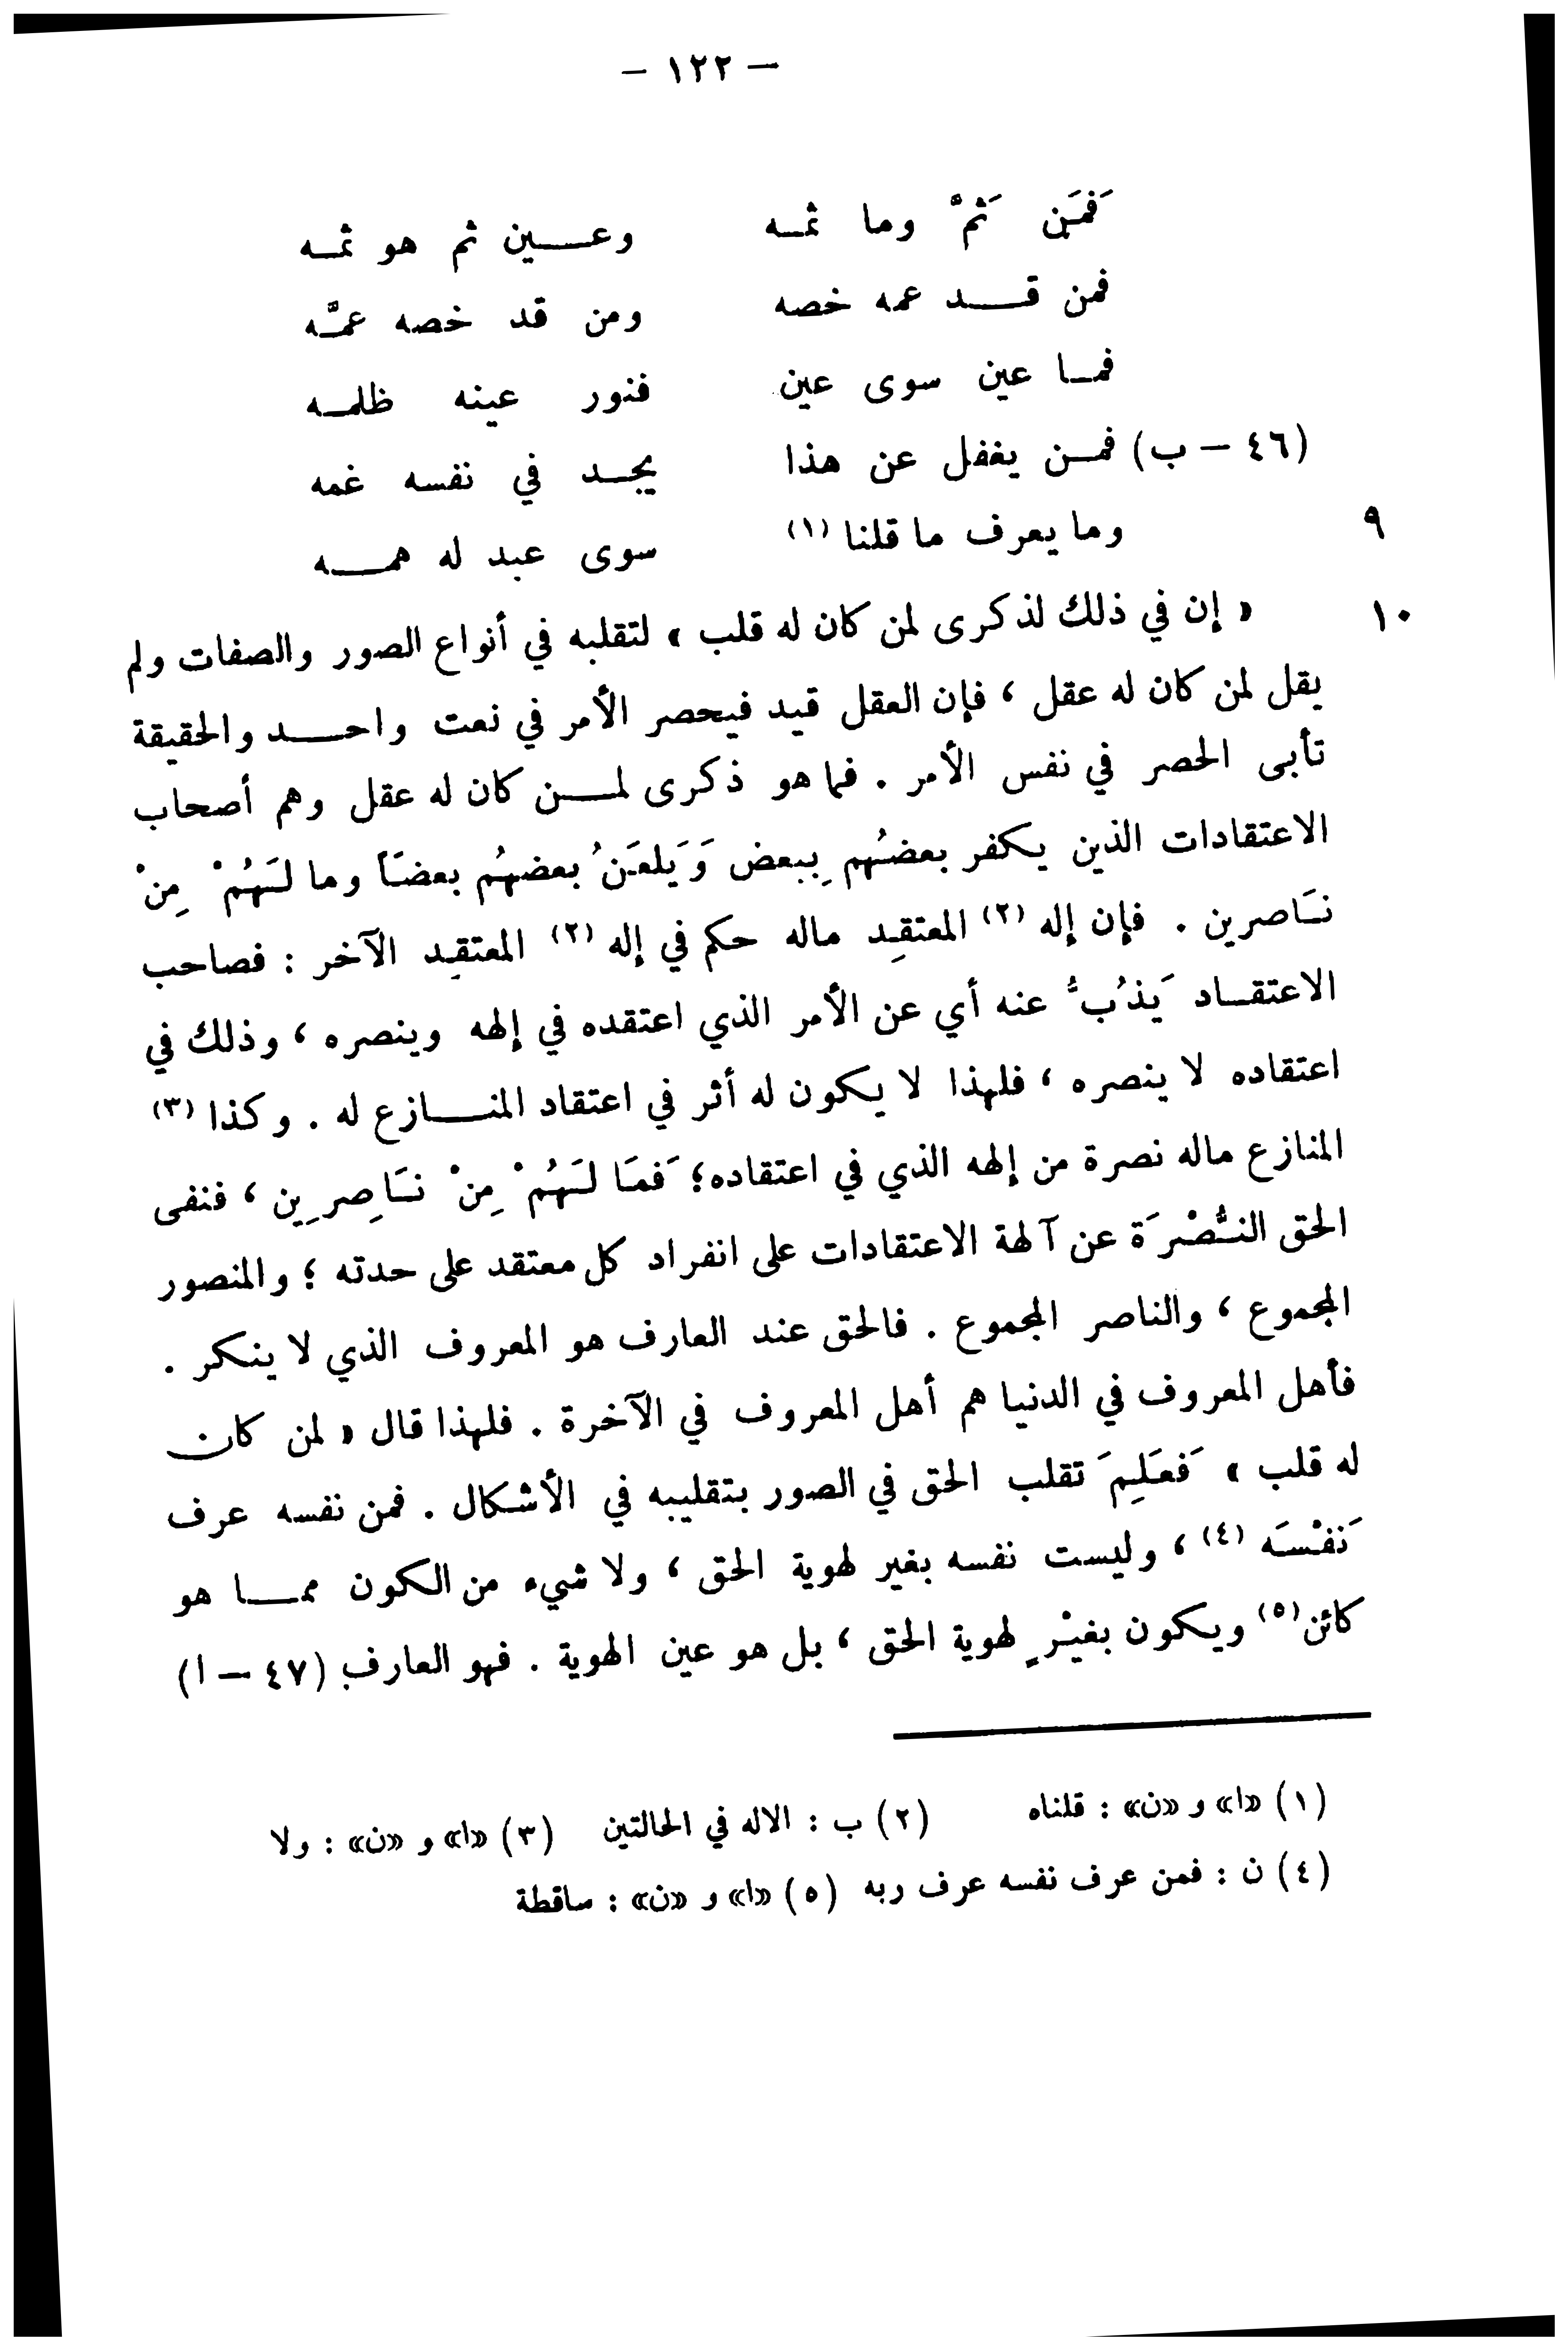 — ١٢٢ —
فَمَن ثَمَّ وما ثمه وعين ثم هو ثمه
فمن قد عمه خصه ومن قد خصه عمَّه
فما عين سوى عين فنور عينه ظلمه
(٤٦ — ب) فمن يغفل عن هذا يجد في نفسه غمه
٩ وما يعرف ما قلنا (١) سوى عبد له همه
١٠ « إن في ذلك لذكرى لمن كان له قلب » لتقلبه في أنواع الصور والصفات ولم
يقل لمن كان له عقل ، فإن العقل قيد فيحصر الأمر في نعت واحد والحقيقة
تأبى الحصر في نفس الأمر . فما هو ذكرى لمن كان له عقل وهم أصحاب
الاعتقادات الذين يكفر بعضُهم بِبعض وَيَلعَنُ بعضهُم بعضَاً وما لَهُمْ مِنْ
نَاصرين . فإن إله (٢) المعتقِد ماله حكم في إله (٢) المعتقِد الآخر : فصاحب
الاعتقاد يَذُبُّ عنه أي عن الأمر الذي اعتقده في إلهه وينصره ، وذلك في
اعتقاده لا ينصره ، فلهذا لا يكون له أثر في اعتقاد المنازع له . وكذا (٣)
المنازع ماله نصرة من إلهه الذي في اعتقاده؛ فَمَا لَهُمْ مِنْ نَاصِرِين ، فنفى
الحق النُّصْرَة عن آلهة الاعتقادات على انفراد كل معتقد على حدته ؛ والمنصور
المجموع ، والناصر المجموع . فالحق عند العارف هو المعروف الذي لا ينكر .
فأهل المعروف في الدنيا هم أهل المعروف في الآخرة . فلهذا قال « لمن كان
له قلب » فَعَلِمَ تقلب الحق في الصور بتقليبه في الأشكال . فمن نفسه عرف
نَفْسَه (٤) ، وليست نفسه بغير لهوية الحق ، ولا شيء من الكون مما هو
كائن (٥) ويكون بغيْرٍ لهوية الحق ، بل هو عين الهوية . فهو العارف (٤٧ — ا)
(١) «ا» و «ن» : قلناه (٢) ب : الاله في الحالتين (٣) «ا» و «ن» : ولا
(٤) ن : فمن عرف نفسه عرف ربه (٥) «ا» و «ن» : ساقطة